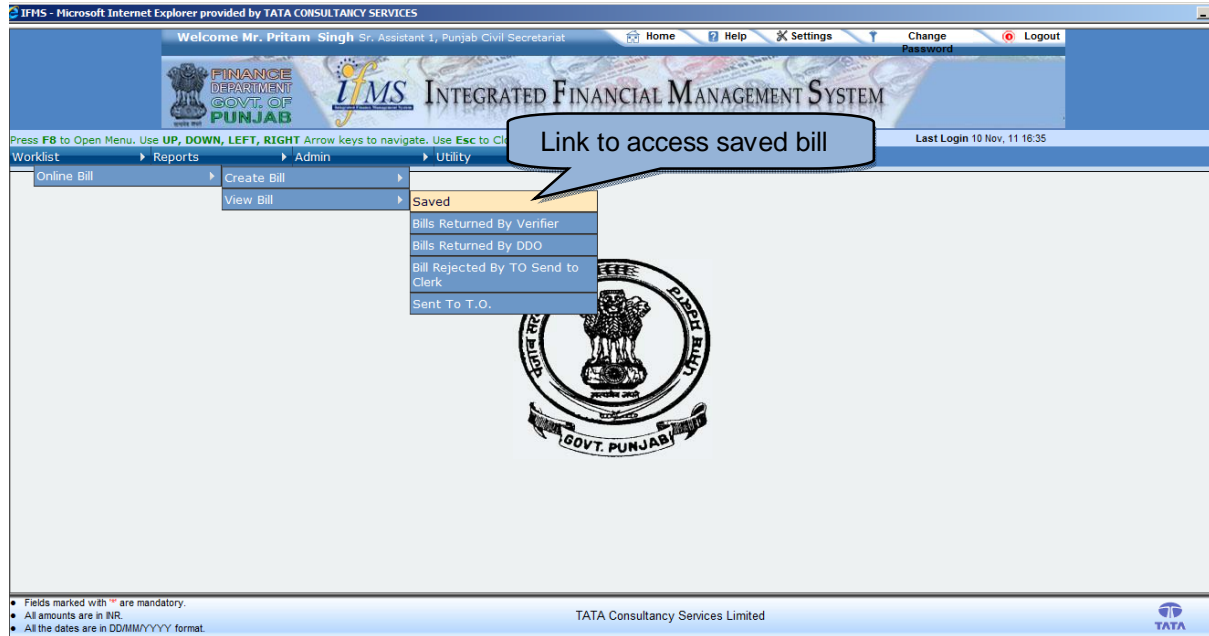 IFMS - Microsoft Internet Explorer provided by TATA CONSULTANCY SERVICES
Welcome Mr. Pritam Singh Sr. Assistant 1, Punjab Civil Secretariat
Home
Help
Settings
Change Password
Logout
FINANCE
DEPARTMENT
GOVT. OF
PUNJAB
ifMS
INTEGRATED FINANCIAL MANAGEMENT SYSTEM
Press F8 to Open Menu. Use UP, DOWN, LEFT, RIGHT Arrow keys to navigate. Use Esc to
Last Login 10 Nov, 11 16:35
Link to access saved bill
Worklist
Reports
Admin
Utility
Online Bill
Create Bill
View Bill
Saved
Bills Returned By Verifier
Bills Returned By DDO
Bill Rejected By TO Send to
Clerk
Sent To T.O.
सत्यमेव जयते
GOVT. PUNJAB
• Fields marked with '*' are mandatory.
• All amounts are in INR.
• All the dates are in DD/MM/YYYY format.
TATA Consultancy Services Limited
TATA